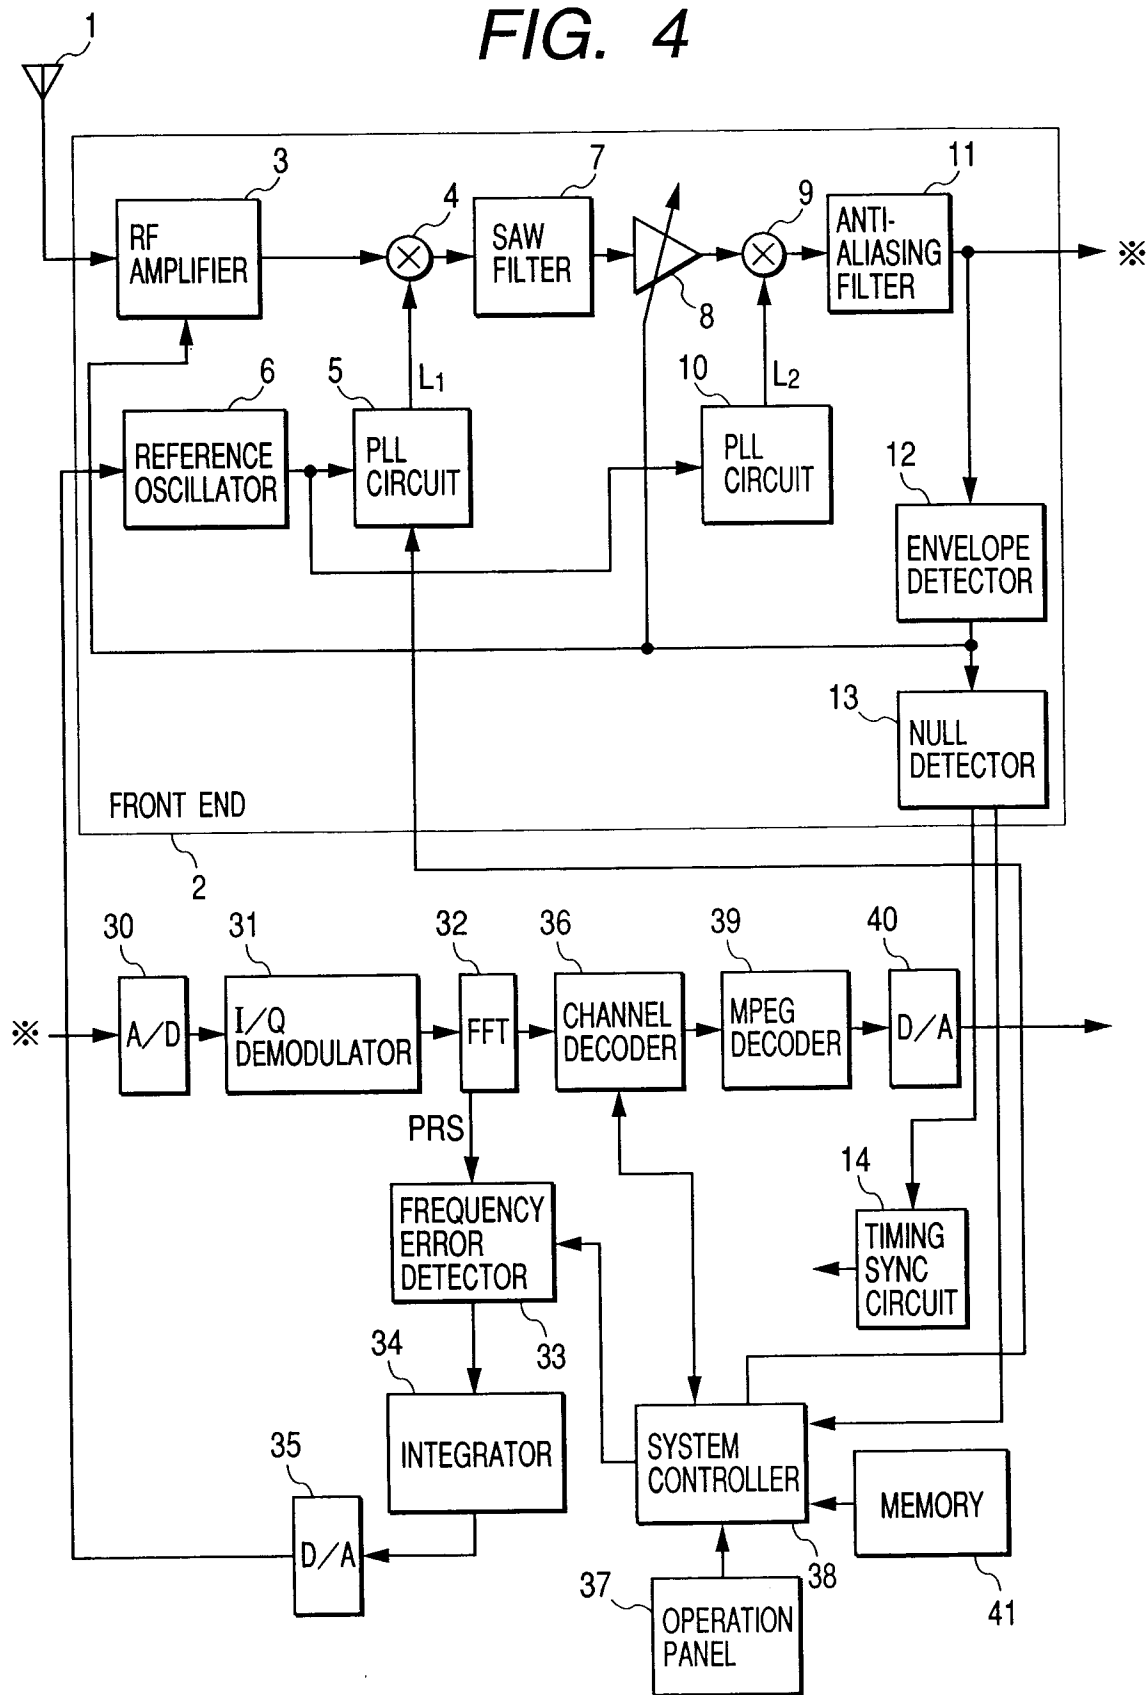 FIG. 4
1
3
RF
AMPLIFIER
4
7
SAW
FILTER
8
9
11
ANTI-
ALIASING
FILTER
※
6
REFERENCE
OSCILLATOR
5
PLL
CIRCUIT
L1
10
PLL
CIRCUIT
L2
12
ENVELOPE
DETECTOR
13
NULL
DETECTOR
FRONT END
2
※
30
A/D
31
I/Q
DEMODULATOR
32
FFT
36
CHANNEL
DECODER
39
MPEG
DECODER
40
D/A
PRS
FREQUENCY
ERROR
DETECTOR
33
14
TIMING
SYNC
CIRCUIT
34
INTEGRATOR
35
D/A
SYSTEM
CONTROLLER
38
MEMORY
41
37
OPERATION
PANEL